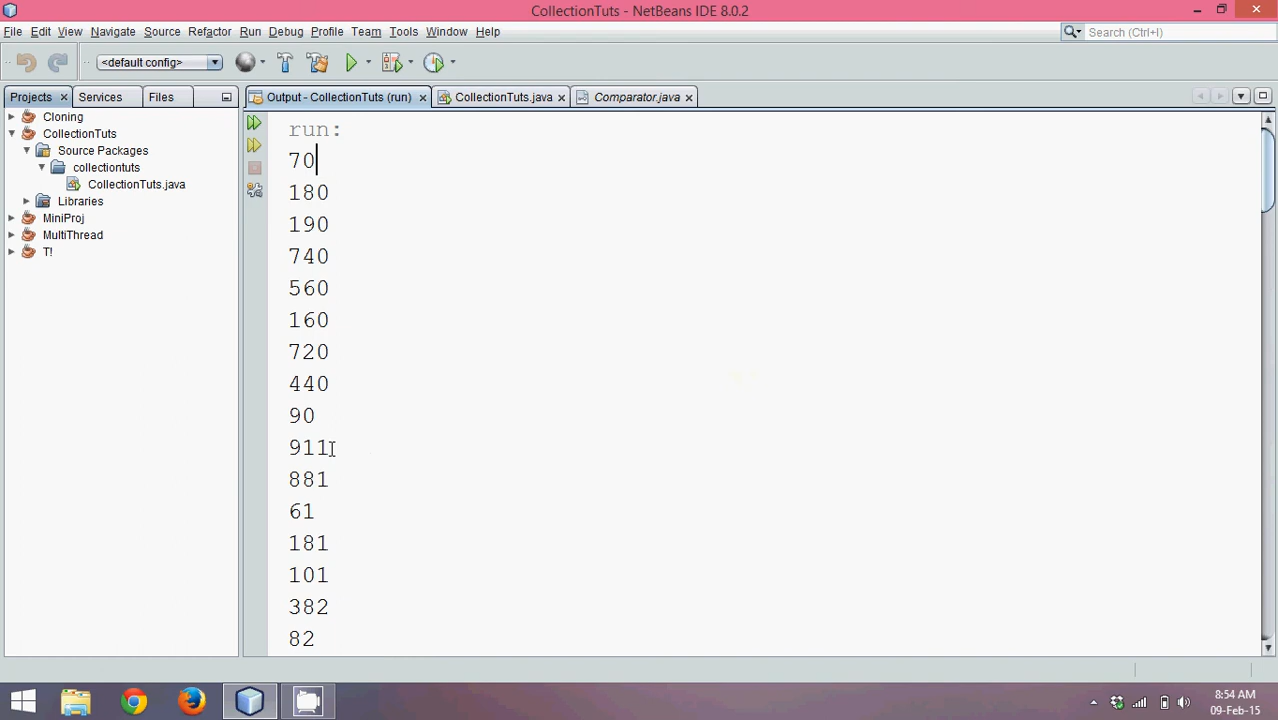 CollectionTuts - NetBeans IDE 8.0.2
File Edit View Navigate Source Refactor Run Debug Profile Team Tools Window Help
Search (Ctrl+I)
<default config>
Projects
Services
Files
Output - CollectionTuts (run)
CollectionTuts.java
Comparator.java
Cloning
CollectionTuts
Source Packages
collectiontuts
CollectionTuts.java
Libraries
MiniProj
MultiThread
T!
run:
70
180
190
740
560
160
720
440
90
911
881
61
181
101
382
82
8:54 AM
09-Feb-15